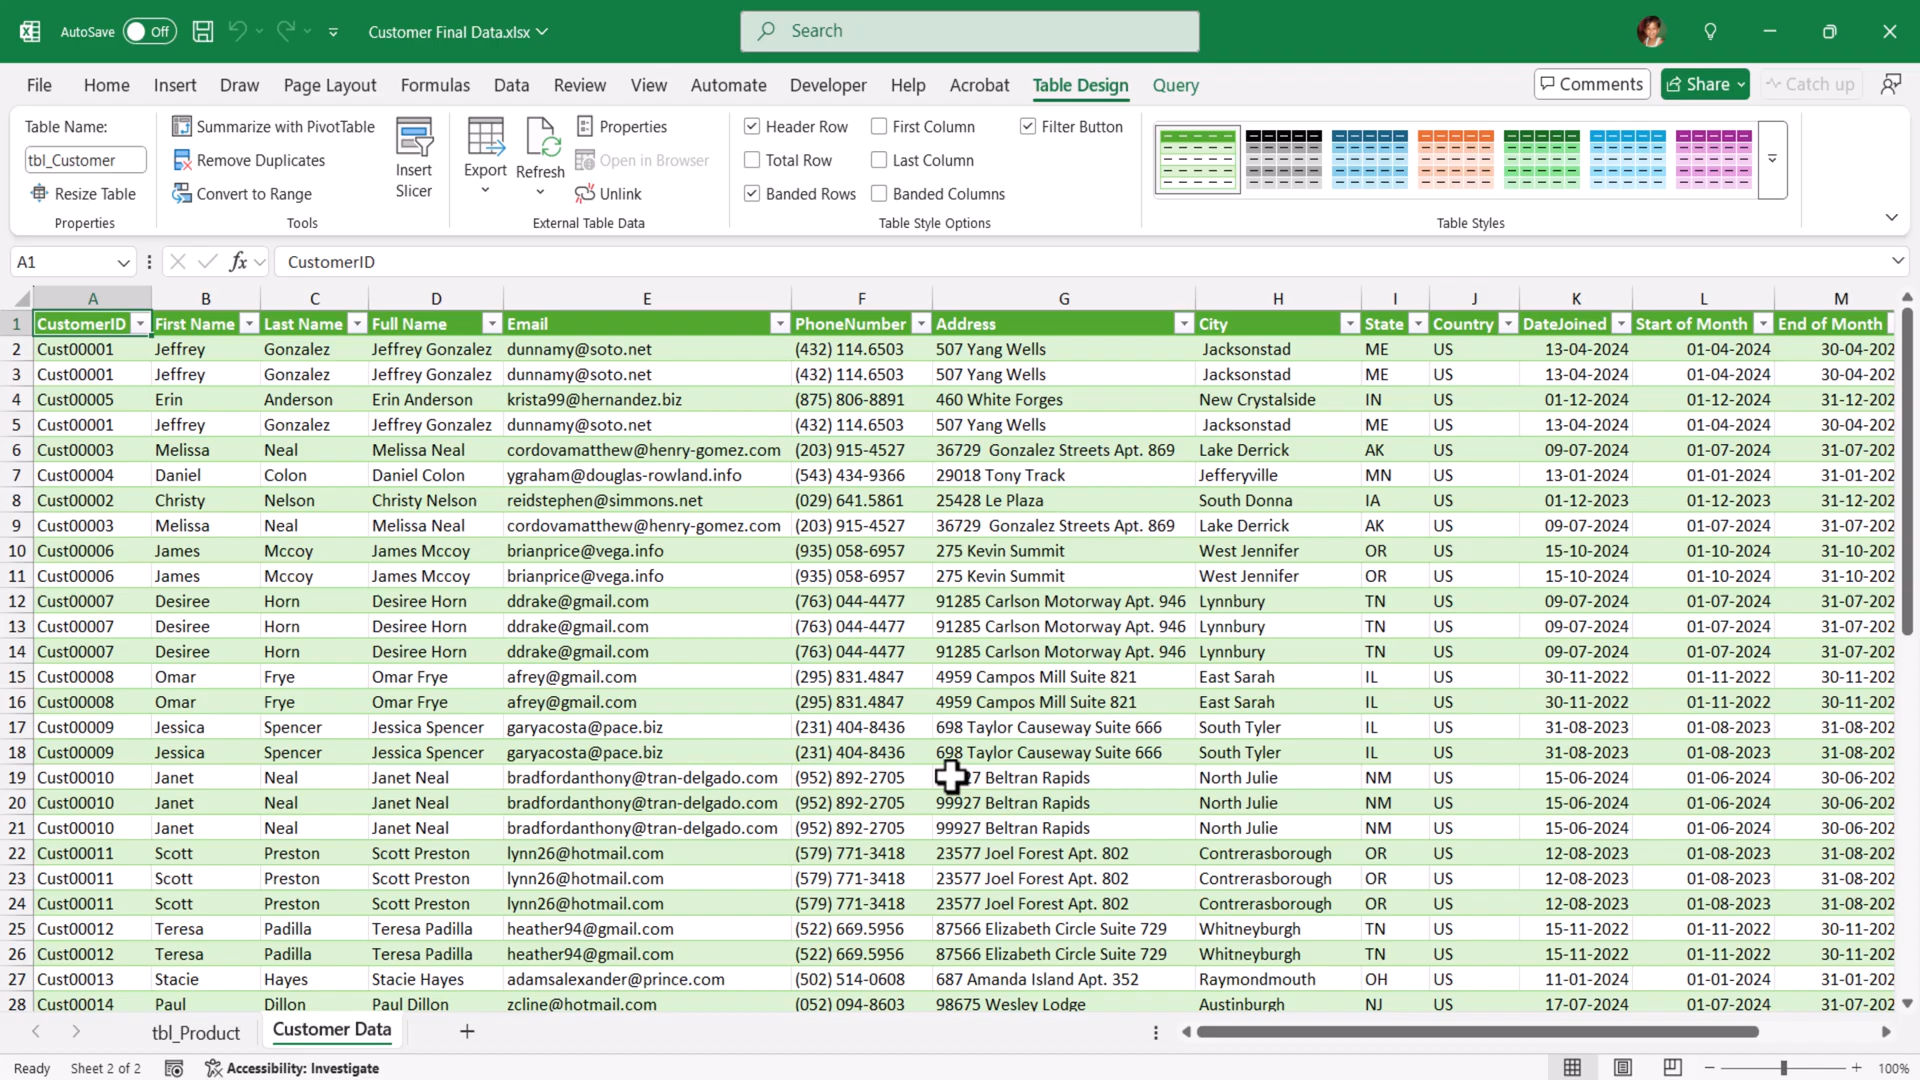 AutoSave Off Customer Final Data.xlsx Search
File Home Insert Draw Page Layout Formulas Data Review View Automate Developer Help Acrobat Table Design Query Comments Share Catch up
Table Name:
tbl_Customer
Resize Table
Properties
Summarize with PivotTable
Remove Duplicates
Convert to Range
Tools
Insert
Slicer
Export
Refresh
Properties
Open in Browser
Unlink
External Table Data
Header Row First Column Filter Button
Total Row Last Column
Banded Rows Banded Columns
Table Style Options
Table Styles
A1 fx CustomerID
A B C D E F G H I J K L M
1 CustomerID First Name Last Name Full Name Email PhoneNumber Address City State Country DateJoined Start of Month End of Month
2 Cust00001 Jeffrey Gonzalez Jeffrey Gonzalez dunnamy@soto.net (432) 114.6503 507 Yang Wells Jacksonstad ME US 13-04-2024 01-04-2024 30-04-202
3 Cust00001 Jeffrey Gonzalez Jeffrey Gonzalez dunnamy@soto.net (432) 114.6503 507 Yang Wells Jacksonstad ME US 13-04-2024 01-04-2024 30-04-202
4 Cust00005 Erin Anderson Erin Anderson krista99@hernandez.biz (875) 806-8891 460 White Forges New Crystalside IN US 01-12-2024 01-12-2024 31-12-202
5 Cust00001 Jeffrey Gonzalez Jeffrey Gonzalez dunnamy@soto.net (432) 114.6503 507 Yang Wells Jacksonstad ME US 13-04-2024 01-04-2024 30-04-202
6 Cust00003 Melissa Neal Melissa Neal cordovamatthew@henry-gomez.com (203) 915-4527 36729 Gonzalez Streets Apt. 869 Lake Derrick AK US 09-07-2024 01-07-2024 31-07-202
7 Cust00004 Daniel Colon Daniel Colon ygraham@douglas-rowland.info (543) 434-9366 29018 Tony Track Jefferyville MN US 13-01-2024 01-01-2024 31-01-202
8 Cust00002 Christy Nelson Christy Nelson reidstephen@simmons.net (029) 641.5861 25428 Le Plaza South Donna IA US 01-12-2023 01-12-2023 31-12-202
9 Cust00003 Melissa Neal Melissa Neal cordovamatthew@henry-gomez.com (203) 915-4527 36729 Gonzalez Streets Apt. 869 Lake Derrick AK US 09-07-2024 01-07-2024 31-07-202
10 Cust00006 James Mccoy James Mccoy brianprice@vega.info (935) 058-6957 275 Kevin Summit West Jennifer OR US 15-10-2024 01-10-2024 31-10-202
11 Cust00006 James Mccoy James Mccoy brianprice@vega.info (935) 058-6957 275 Kevin Summit West Jennifer OR US 15-10-2024 01-10-2024 31-10-202
12 Cust00007 Desiree Horn Desiree Horn ddrake@gmail.com (763) 044-4477 91285 Carlson Motorway Apt. 946 Lynnbury TN US 09-07-2024 01-07-2024 31-07-202
13 Cust00007 Desiree Horn Desiree Horn ddrake@gmail.com (763) 044-4477 91285 Carlson Motorway Apt. 946 Lynnbury TN US 09-07-2024 01-07-2024 31-07-202
14 Cust00007 Desiree Horn Desiree Horn ddrake@gmail.com (763) 044-4477 91285 Carlson Motorway Apt. 946 Lynnbury TN US 09-07-2024 01-07-2024 31-07-202
15 Cust00008 Omar Frye Omar Frye afrey@gmail.com (295) 831.4847 4959 Campos Mill Suite 821 East Sarah IL US 30-11-2022 01-11-2022 30-11-202
16 Cust00008 Omar Frye Omar Frye afrey@gmail.com (295) 831.4847 4959 Campos Mill Suite 821 East Sarah IL US 30-11-2022 01-11-2022 30-11-202
17 Cust00009 Jessica Spencer Jessica Spencer garyacosta@pace.biz (231) 404-8436 698 Taylor Causeway Suite 666 South Tyler IL US 31-08-2023 01-08-2023 31-08-202
18 Cust00009 Jessica Spencer Jessica Spencer garyacosta@pace.biz (231) 404-8436 698 Taylor Causeway Suite 666 South Tyler IL US 31-08-2023 01-08-2023 31-08-202
19 Cust00010 Janet Neal Janet Neal bradfordanthony@tran-delgado.com (952) 892-2705 Beltran Rapids North Julie NM US 15-06-2024 01-06-2024 30-06-202
20 Cust00010 Janet Neal Janet Neal bradfordanthony@tran-delgado.com (952) 892-2705 99927 Beltran Rapids North Julie NM US 15-06-2024 01-06-2024 30-06-202
21 Cust00010 Janet Neal Janet Neal bradfordanthony@tran-delgado.com (952) 892-2705 99927 Beltran Rapids North Julie NM US 15-06-2024 01-06-2024 30-06-202
22 Cust00011 Scott Preston Scott Preston lynn26@hotmail.com (579) 771-3418 23577 Joel Forest Apt. 802 Contrerasborough OR US 12-08-2023 01-08-2023 31-08-202
23 Cust00011 Scott Preston Scott Preston lynn26@hotmail.com (579) 771-3418 23577 Joel Forest Apt. 802 Contrerasborough OR US 12-08-2023 01-08-2023 31-08-202
24 Cust00011 Scott Preston Scott Preston lynn26@hotmail.com (579) 771-3418 23577 Joel Forest Apt. 802 Contrerasborough OR US 12-08-2023 01-08-2023 31-08-202
25 Cust00012 Teresa Padilla Teresa Padilla heather94@gmail.com (522) 669.5956 87566 Elizabeth Circle Suite 729 Whitneyburgh TN US 15-11-2022 01-11-2022 30-11-202
26 Cust00012 Teresa Padilla Teresa Padilla heather94@gmail.com (522) 669.5956 87566 Elizabeth Circle Suite 729 Whitneyburgh TN US 15-11-2022 01-11-2022 30-11-202
27 Cust00013 Stacie Hayes Stacie Hayes adamsalexander@prince.com (502) 514-0608 687 Amanda Island Apt. 352 Raymondmouth OH US 11-01-2024 01-01-2024 31-01-202
28 Cust00014 Paul Dillon Paul Dillon zcline@hotmail.com (052) 094-8603 98675 Wesley Lodge Austinburgh NJ US 17-07-2024 01-07-2024 31-07-202
tbl_Product Customer Data
Ready Sheet 2 of 2 Accessibility: Investigate 100%